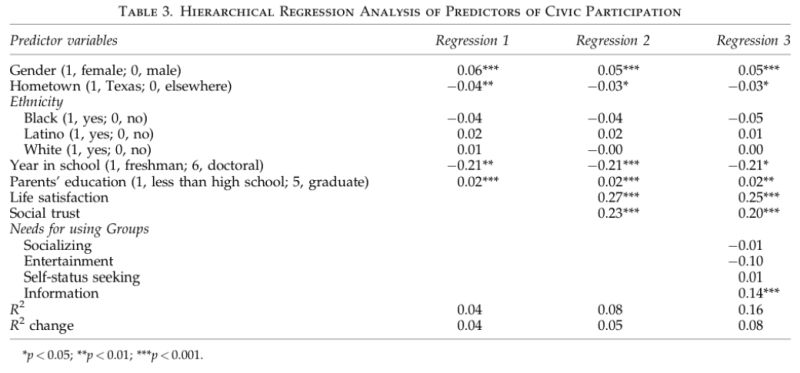 TABLE 3. HIERARCHICAL REGRESSION ANALYSIS OF PREDICTORS OF CIVIC PARTICIPATION
Predictor variables Regression 1 Regression 2 Regression 3
Gender (1, female; 0, male) 0.06*** 0.05*** 0.05***
Hometown (1, Texas; 0, elsewhere) −0.04** −0.03* −0.03*
Ethnicity
Black (1, yes; 0, no) −0.04 −0.04 −0.05
Latino (1, yes; 0, no) 0.02 0.02 0.01
White (1, yes; 0, no) 0.01 −0.00 0.00
Year in school (1, freshman; 6, doctoral) −0.21** −0.21*** −0.21*
Parents' education (1, less than high school; 5, graduate) 0.02*** 0.02*** 0.02**
Life satisfaction 0.27*** 0.25***
Social trust 0.23*** 0.20***
Needs for using Groups
Socializing −0.01
Entertainment −0.10
Self-status seeking 0.01
Information 0.14***
R² 0.04 0.08 0.16
R² change 0.04 0.05 0.08
*p < 0.05; **p < 0.01; ***p < 0.001.